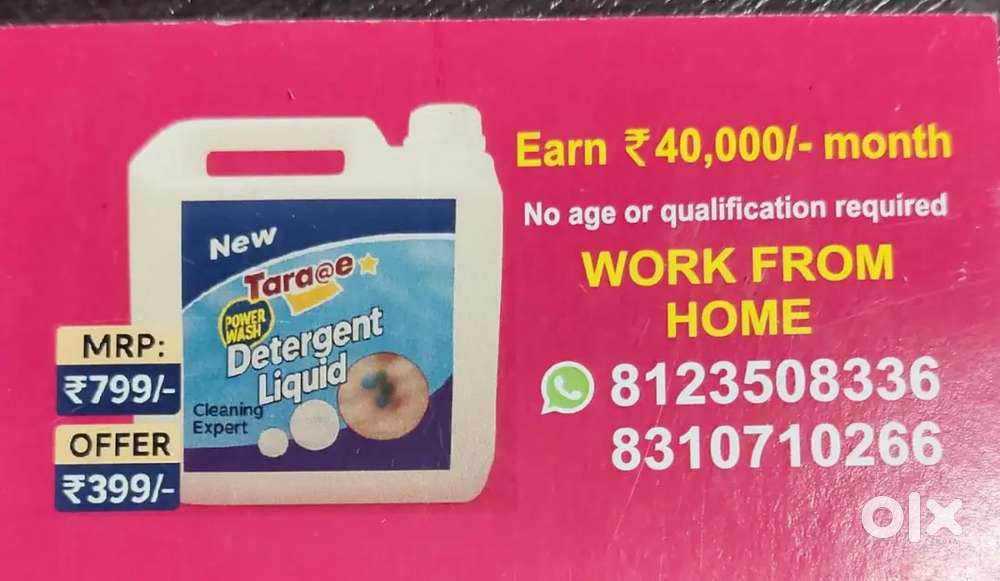 Earn ₹40,000/- month
No age or qualification required
WORK FROM
HOME
8123508336
8310710266
New
Tara@e
POWER
WASH
Detergent
Liquid
Cleaning
Expert
MRP:
₹799/-
OFFER
₹399/-
olx